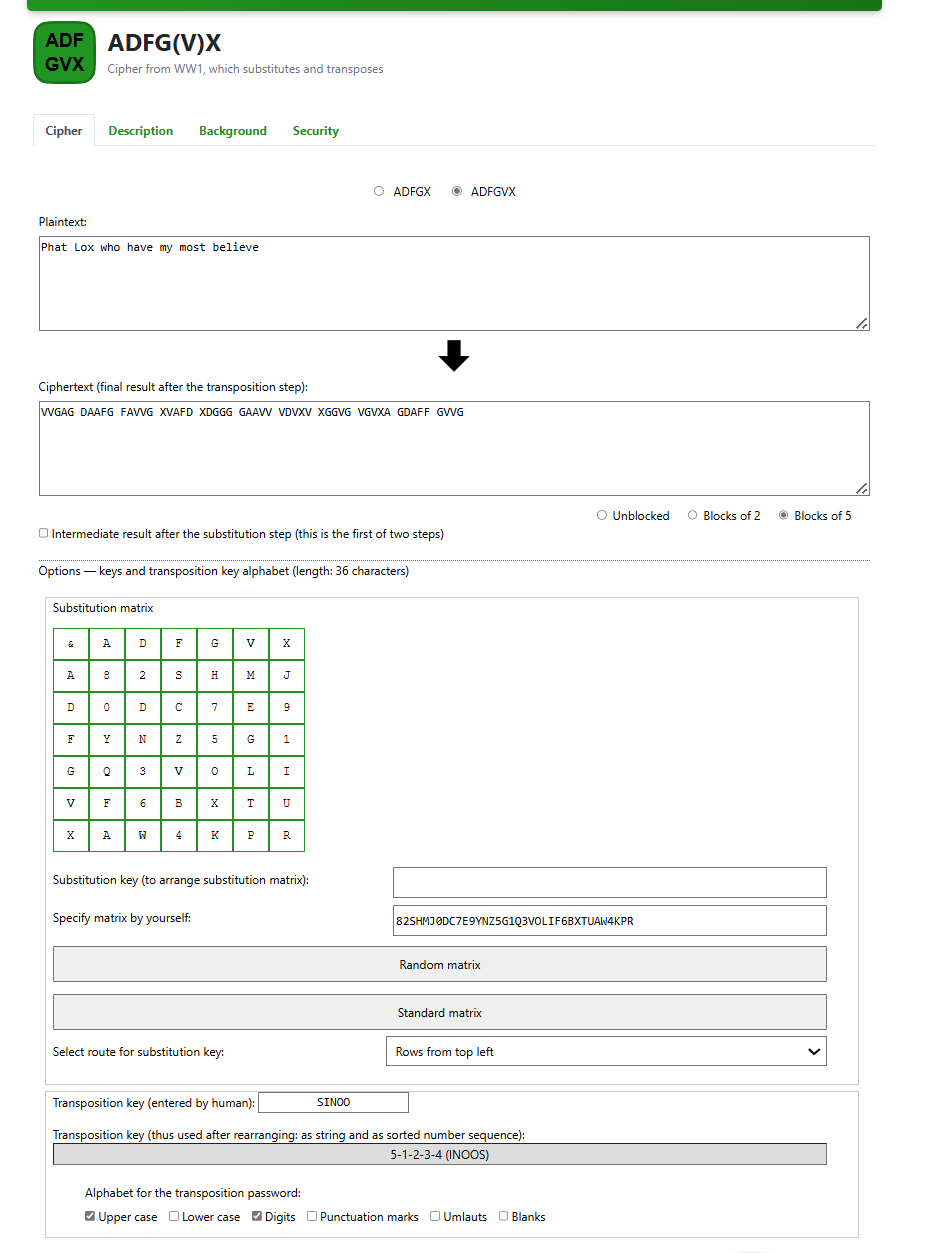 ADF
GVX
ADFG(V)X
Cipher from WW1, which substitutes and transposes
Cipher Description Background Security
ADFGX ADFGVX
Plaintext:
Phat Lox who have my most believe
Ciphertext (final result after the transposition step):
VVGAG DAAFG FAVVG XVAFD XDGGG GAAVV VDVXV XGGVG VGVXA GDAFF GVVG
Unblocked Blocks of 2 Blocks of 5
Intermediate result after the substitution step (this is the first of two steps)
Options — keys and transposition key alphabet (length: 36 characters)
Substitution matrix
& A D F G V X
A 8 2 S H M J
D 0 D C 7 E 9
F Y N Z 5 G 1
G Q 3 V O L I
V F 6 B X T U
X A W 4 K P R
Substitution key (to arrange substitution matrix):
Specify matrix by yourself: 82SHMJ0DC7E9YNZ5G1Q3VOLIF6BXTUAW4KPR
Random matrix
Standard matrix
Select route for substitution key: Rows from top left
Transposition key (entered by human): SINOO
Transposition key (thus used after rearranging: as string and as sorted number sequence):
5-1-2-3-4 (INOOS)
Alphabet for the transposition password:
Upper case Lower case Digits Punctuation marks Umlauts Blanks